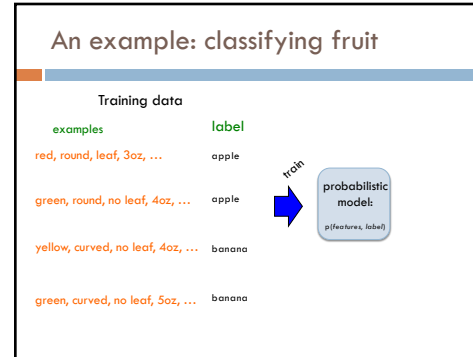 An example: classifying fruit
Training data
examples
label
red, round, leaf, 3oz, …
apple
green, round, no leaf, 4oz, …
apple
yellow, curved, no leaf, 4oz, …
banana
green, curved, no leaf, 5oz, …
banana
train
probabilistic
model:
p(features, label)